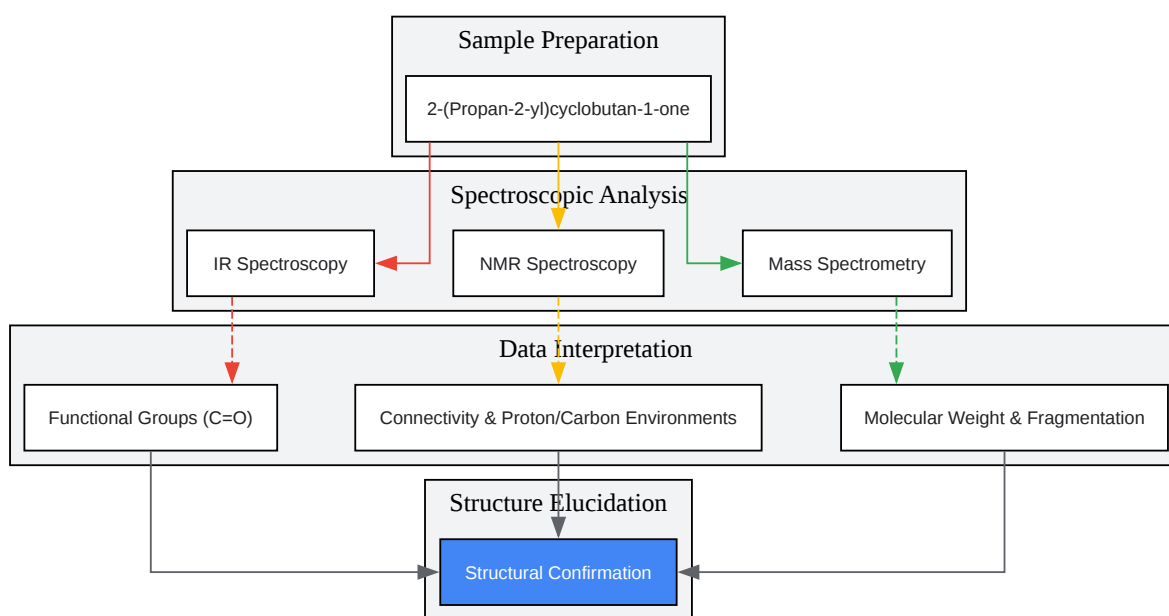 Sample Preparation
2-(Propan-2-yl)cyclobutan-1-one
Spectroscopic Analysis
IR Spectroscopy
NMR Spectroscopy
Mass Spectrometry
Data Interpretation
Functional Groups (C=O)
Connectivity & Proton/Carbon Environments
Molecular Weight & Fragmentation
Structure Elucidation
Structural Confirmation